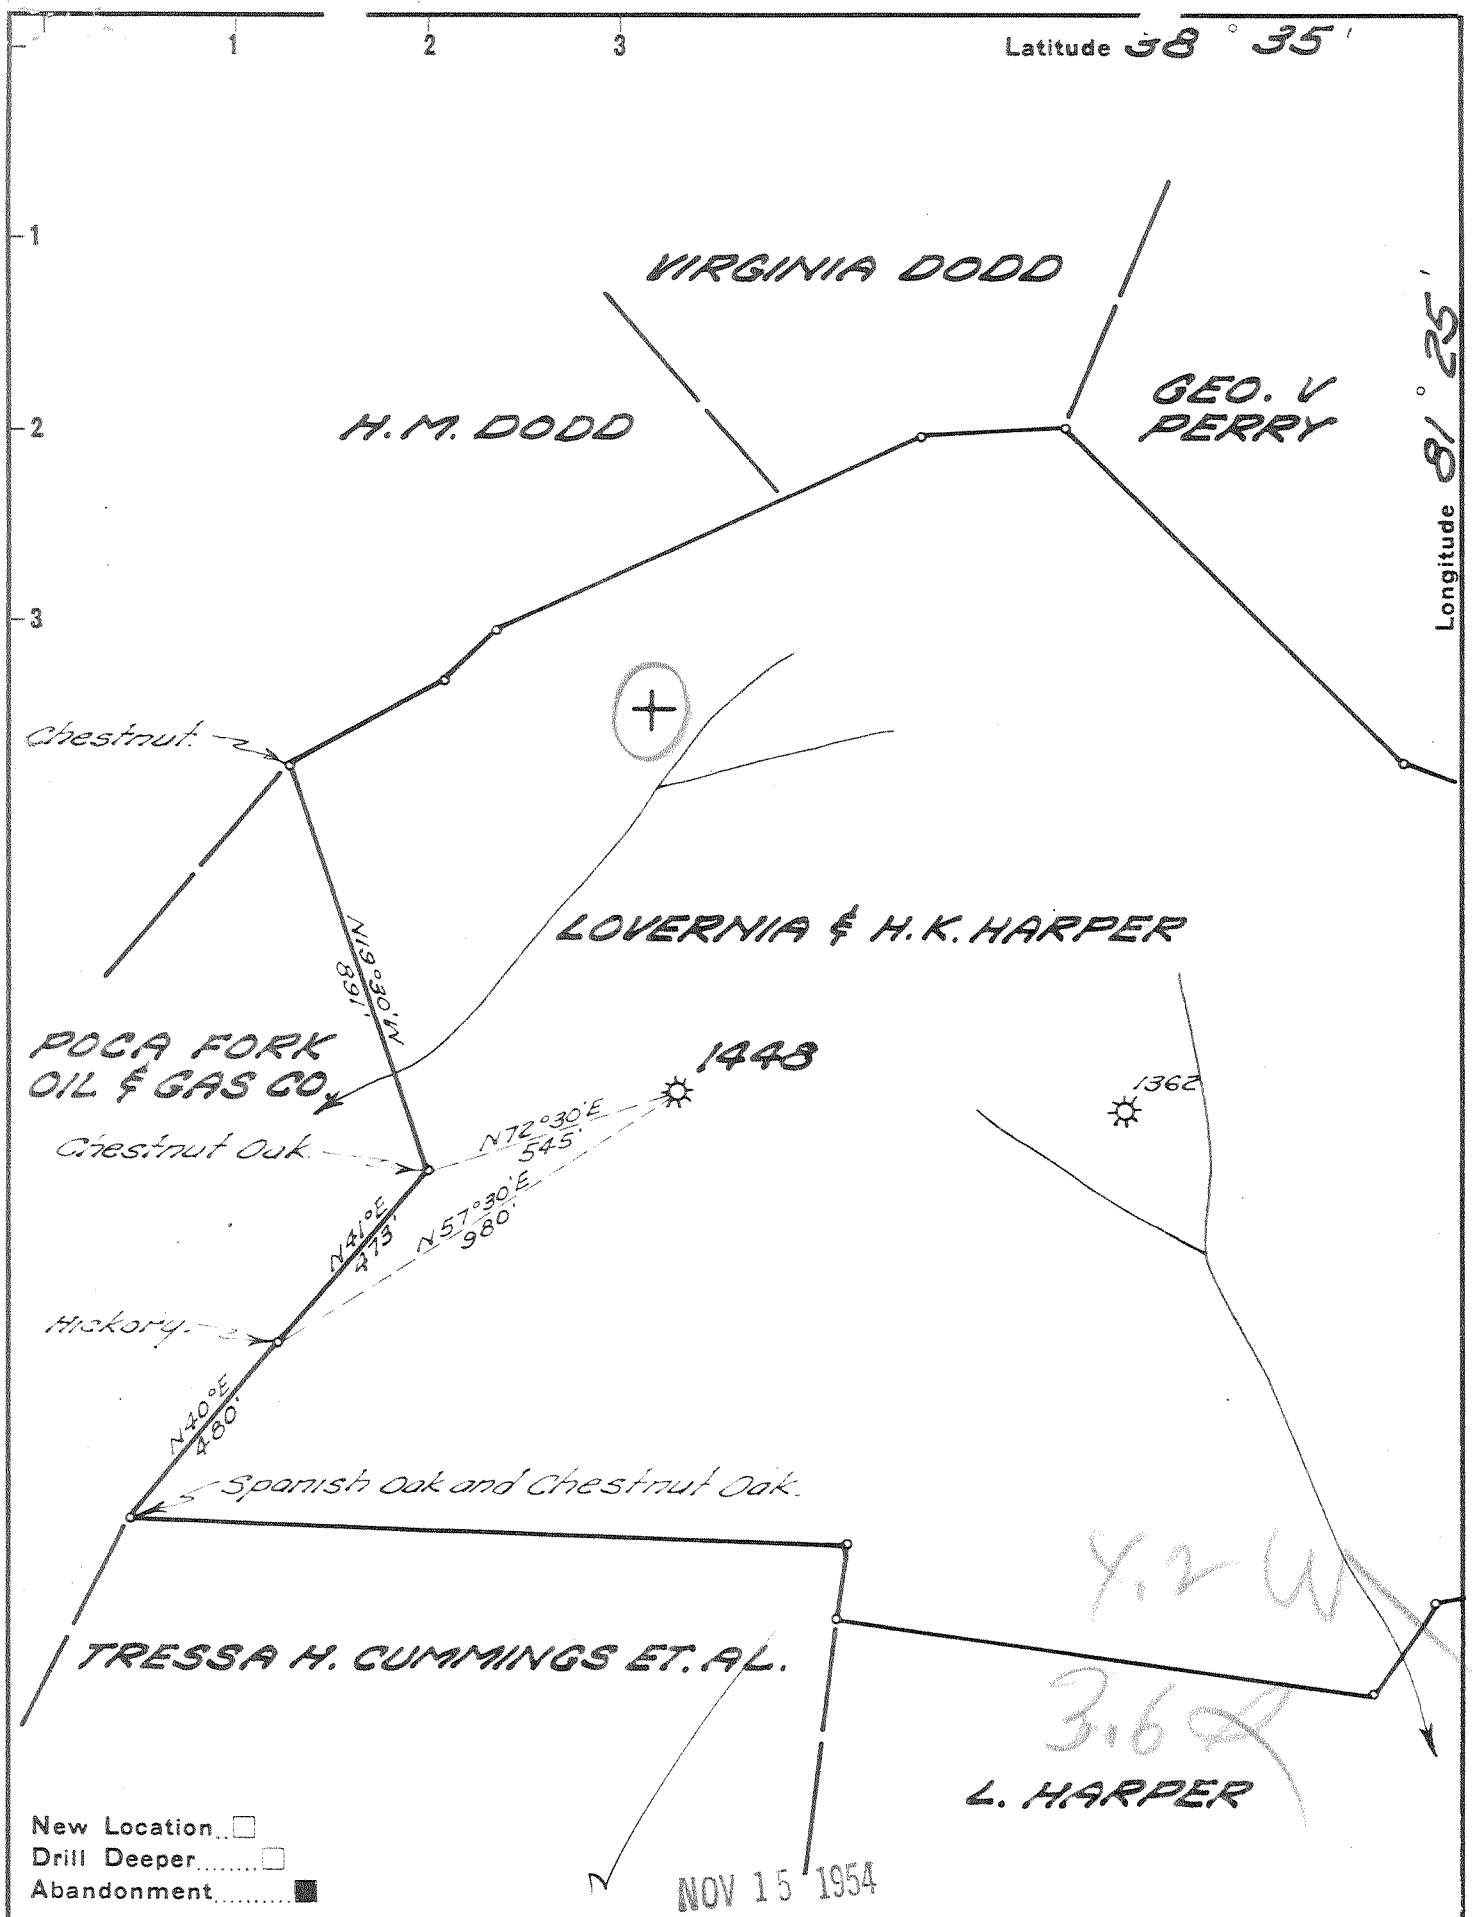 1 2 3
Latitude 38° 35'
1
VIRGINIA DODD
Longitude 81° 25'
GEO. V
PERRY
H.M. DODD
2
3
Chestnut.
LOVERNIA & H.K. HARPER
N19°30'W
891'
POCA FORK
OIL & GAS CO.
1448
1362
N72°30'E
545'
Chestnut Oak.
N57°30'E
980'
N41°E
273'
Hickory.
N40°E
480'
Spanish Oak and Chestnut Oak.
4.2 W
TRESSA H. CUMMINGS ET. AL.
3.6 S
L. HARPER
New Location..
Drill Deeper........
Abandonment..........
NOV 15 1954